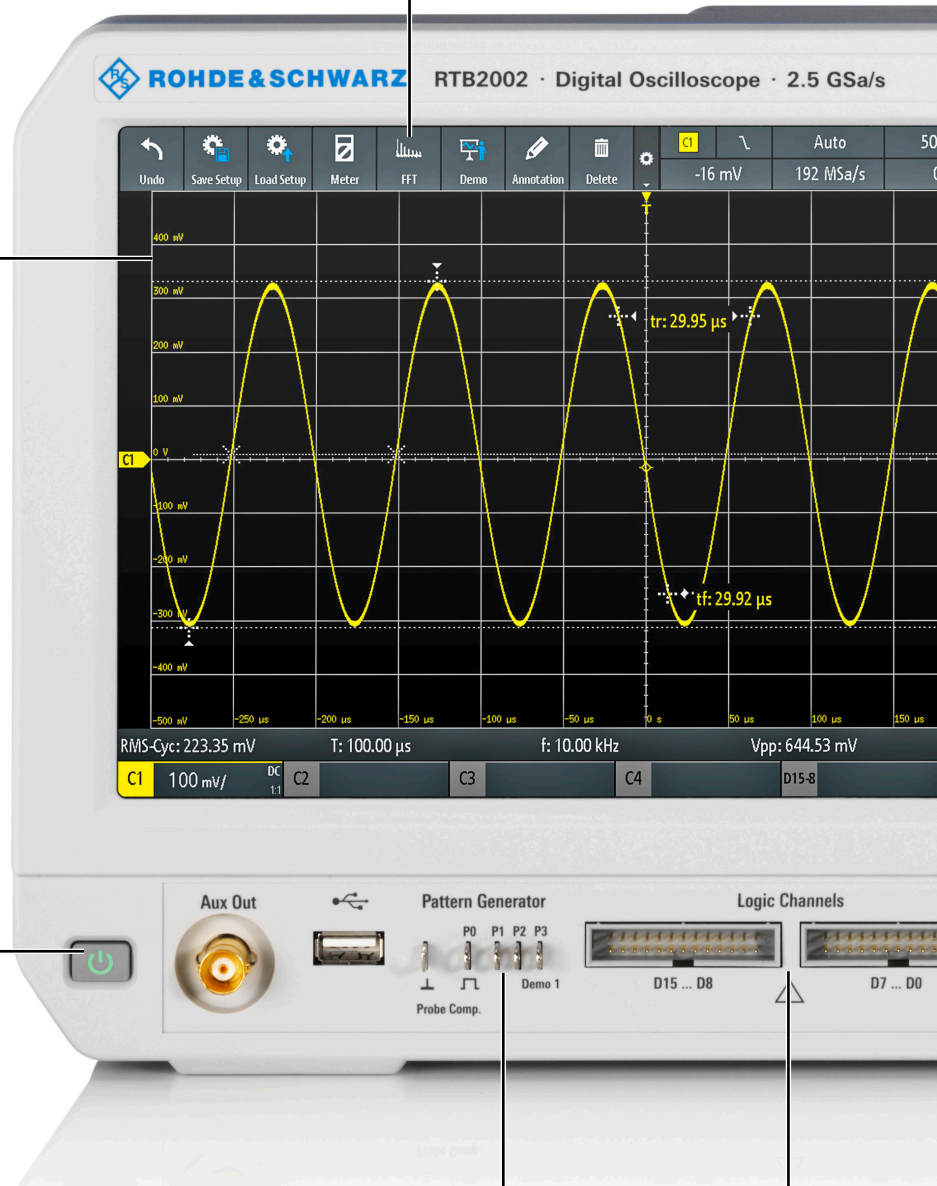 ROHDE & SCHWARZ RTB2002 · Digital Oscilloscope · 2.5 GSa/s
C1 Auto 50
Undo Save Setup Load Setup Meter FFT Demo Annotation Delete
-16 mV 192 MSa/s
T
400 mV
300 mV
tr: 29.95 µs
200 mV
100 mV
C1 0 V
-100 mV
-200 mV
tf: 29.92 µs
-300 mV
-400 mV
-500 mV -250 µs -200 µs -150 µs -100 µs -50 µs 0 s 50 µs 100 µs 150 µs
RMS-Cyc: 223.35 mV T: 100.00 µs f: 10.00 kHz Vpp: 644.53 mV
C1 100 mV/ DC 1:1 C2 C3 C4 D15-8
Aux Out Pattern Generator Logic Channels
P0 P1 P2 P3
Demo 1 D15 ... D8 D7 ... D0
Probe Comp.